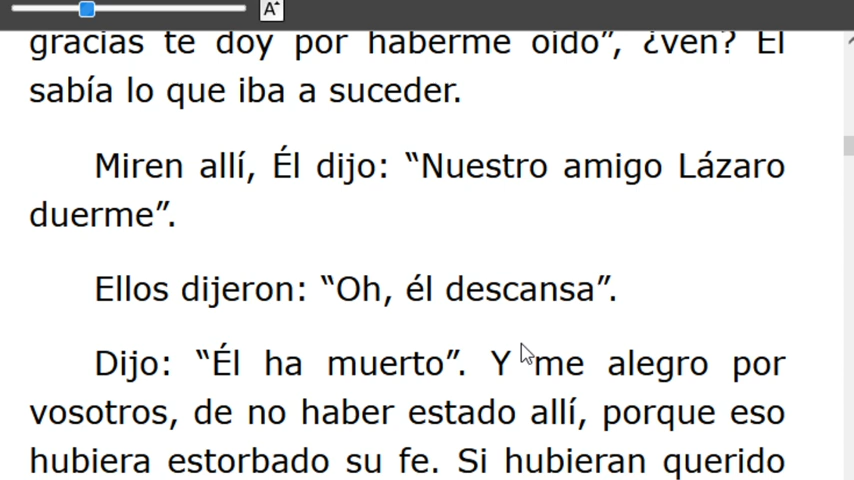 A
gracias te doy por haberme oído”, ¿ven? Él
sabía lo que iba a suceder.
Miren allí, Él dijo: “Nuestro amigo Lázaro
duerme”.
Ellos dijeron: “Oh, él descansa”.
Dijo: “Él ha muerto”. Y me alegro por
vosotros, de no haber estado allí, porque eso
hubiera estorbado su fe. Si hubieran querido